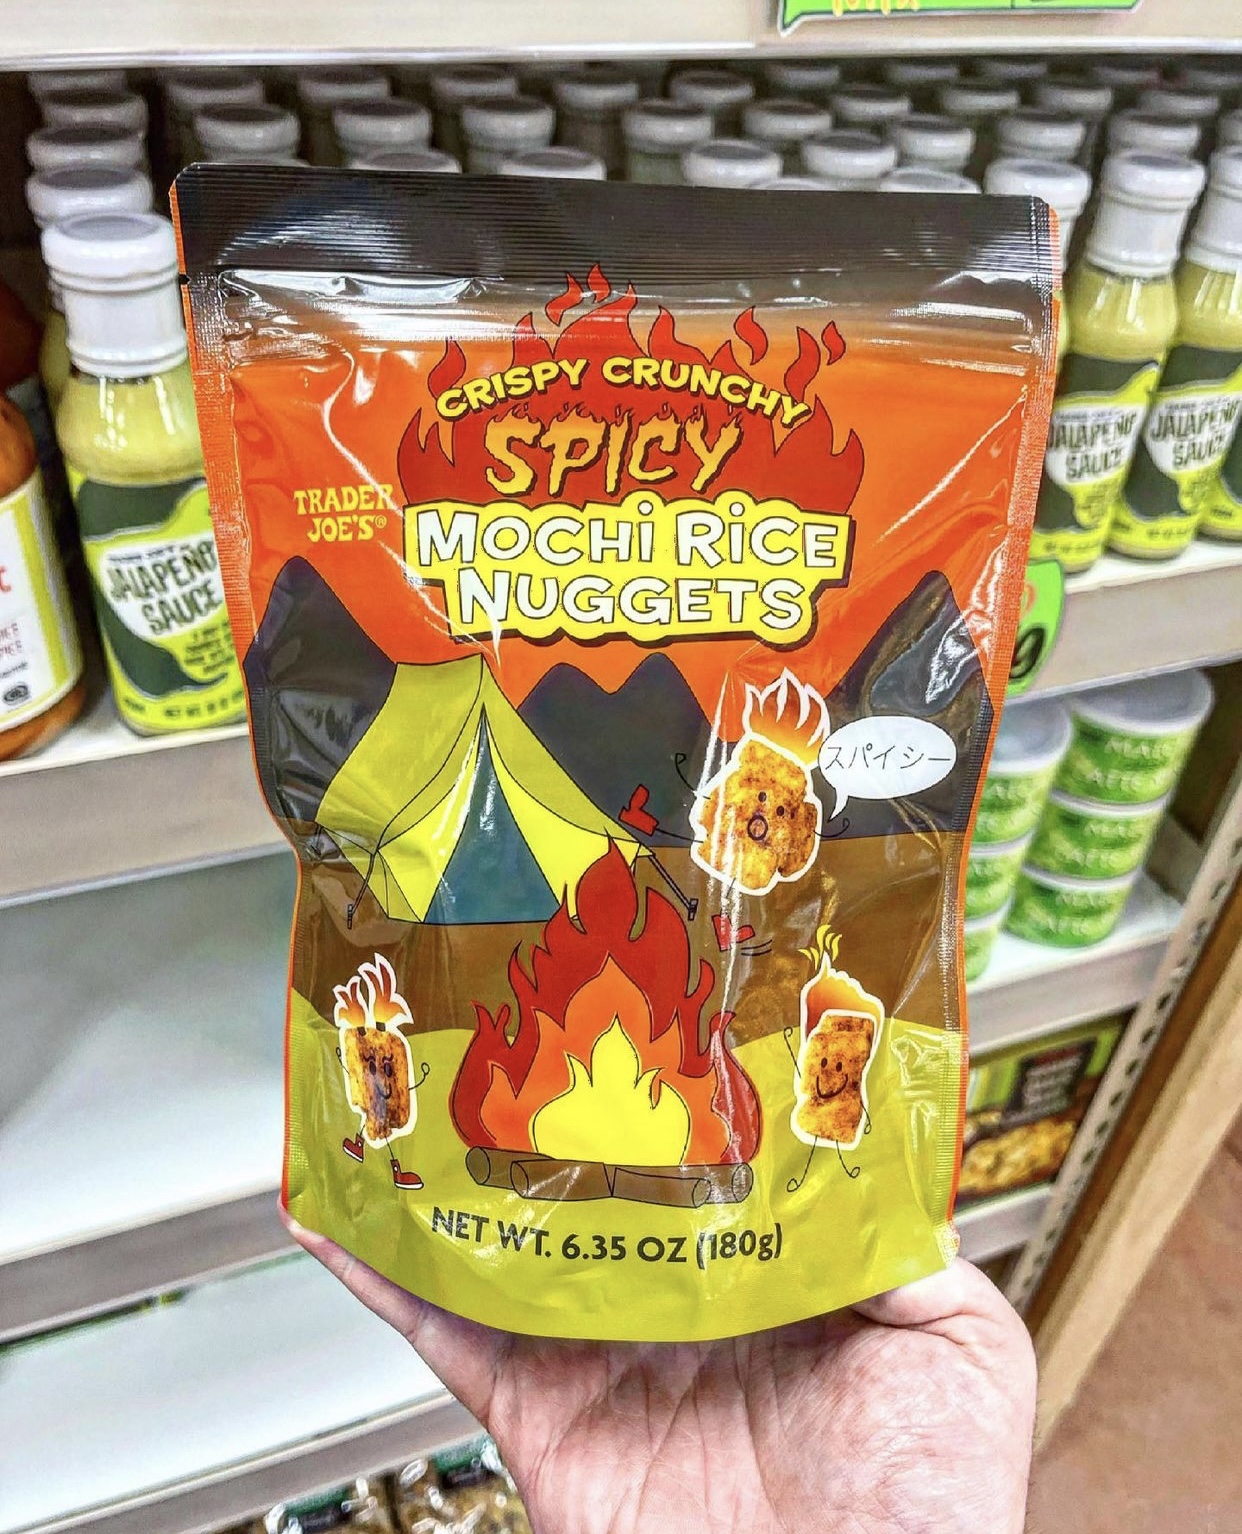 CRISPY CRUNCHY
SPICY
TRADER
JOE'S®
MOCHi RiCE
NUGGETS
スパイシー
NET WT. 6.35 OZ (180g)
JALAPEÑO
SAUCE
JALAPEÑO
SAUCE
JALAPEÑO
SAUCE
9